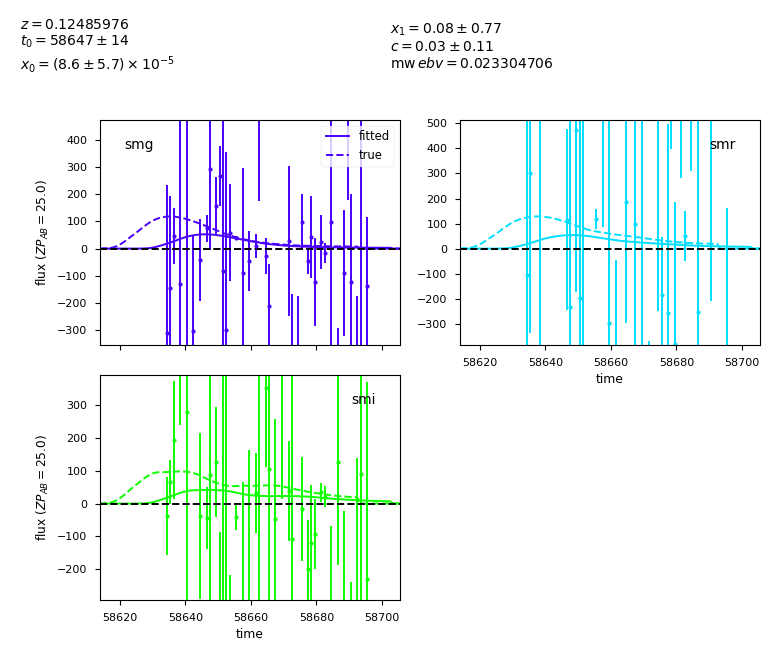 z = 0.12485976
t₀ = 58647 ± 14
x₀ = (8.6 ± 5.7) × 10⁻⁵
x₁ = 0.08 ± 0.77
c = 0.03 ± 0.11
mw ebv = 0.023304706
smg
fitted
true
400
300
200
100
0
−100
−200
−300
flux (ZP_AB = 25.0)
smr
500
400
300
200
100
0
−100
−200
−300
58620 58640 58660 58680 58700
time
smi
300
200
100
0
−100
−200
flux (ZP_AB = 25.0)
58620 58640 58660 58680 58700
time